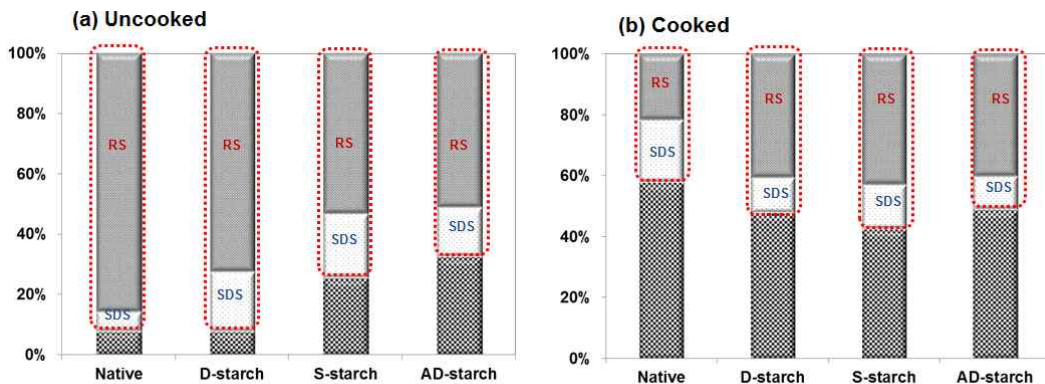 (a) Uncooked
100%
80%
60%
40%
20%
0%
RS
SDS
RS
SDS
RS
SDS
RS
SDS
Native
D-starch
S-starch
AD-starch
(b) Cooked
100%
80%
60%
40%
20%
0%
RS
SDS
RS
SDS
RS
SDS
RS
SDS
Native
D-starch
S-starch
AD-starch